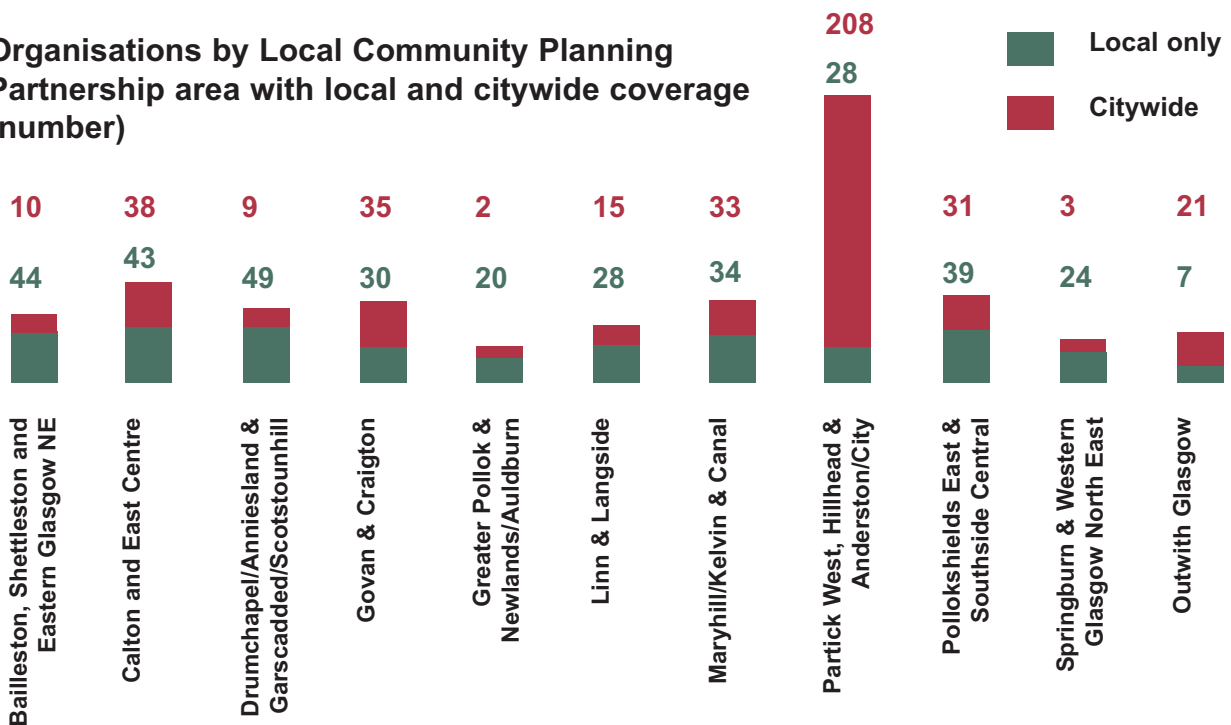 Organisations by Local Community Planning
Partnership area with local and citywide coverage
number)
Local only
Citywide
10
38
9
35
2
15
33
208
31
3
21
44
43
49
30
20
28
34
28
39
24
7
Bailleston, Shettleston and
Eastern Glasgow NE
Calton and East Centre
Drumchapel/Anniesland &
Garscadded/Scotstounhill
Govan & Craigton
Greater Pollok &
Newlands/Auldburn
Linn & Langside
Maryhill/Kelvin & Canal
Partick West, Hillhead &
Anderston/City
Pollokshields East &
Southside Central
Springburn & Western
Glasgow North East
Outwith Glasgow